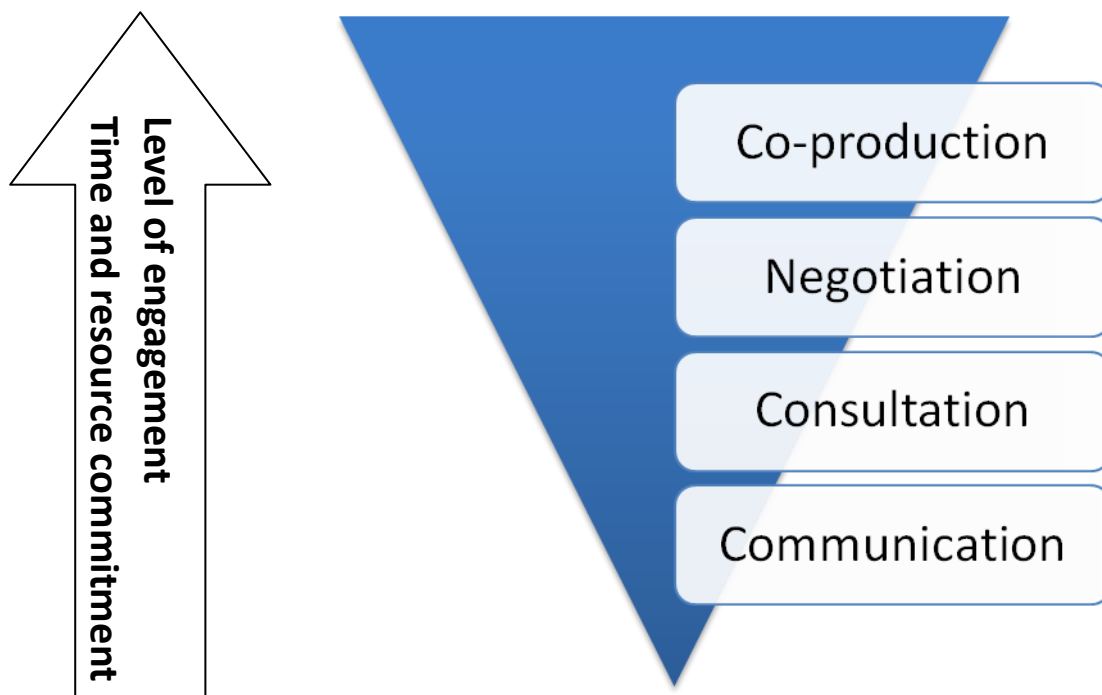 Level of engagement
Time and resource commitment
Co-production
Negotiation
Consultation
Communication